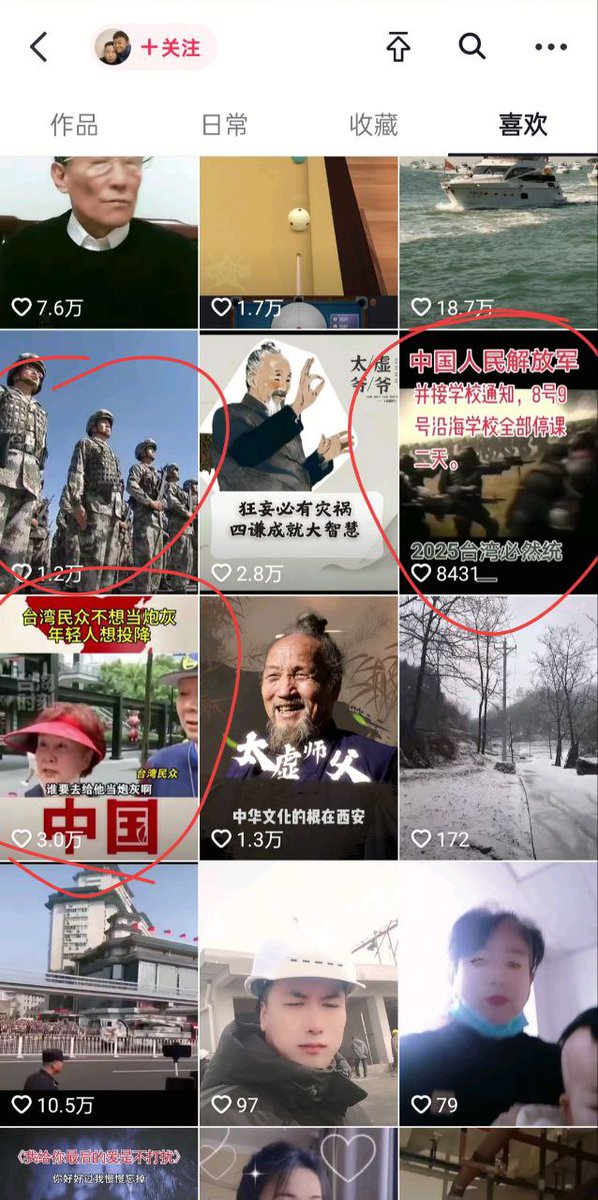 +关注
作品
日常
收藏
喜欢
7.6万
1.7万
18.7万
1.2万
太虚
爷爷
狂妄必有灾祸
四谦成就大智慧
2.8万
中国人民解放军
并接学校通知，8号9
号沿海学校全部停课
二天。
2025台湾必然统
一
8431
台湾民众不想当炮灰
年轻人想投降
台湾民众
谁要去给他当炮灰啊
中国
3.0万
太虚师父
中华文化的根在西安
1.3万
172
10.5万
97
79
《我给你最后的爱是不打扰》
你好好过我慢慢忘掉